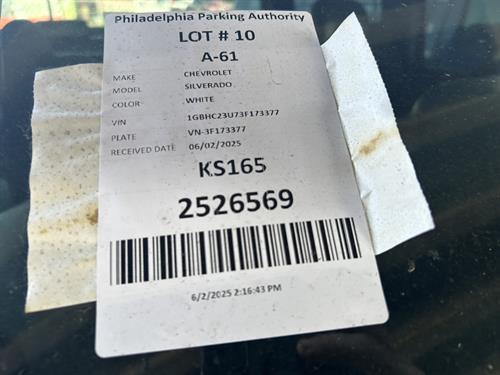 Philadelphia Parking Authority
LOT # 10
A-61
MAKE CHEVROLET
MODEL SILVERADO
COLOR WHITE
VIN 1GBHC23U73F173377
PLATE VN-3F173377
RECEIVED DATE 06/02/2025
KS165
2526569
6/2/2025 2:16:43 PM